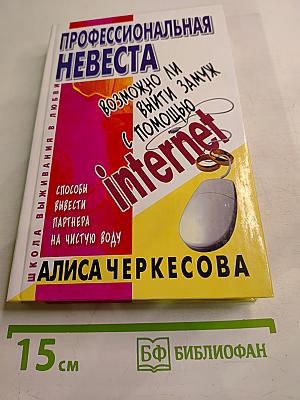 ПРОФЕССИОНАЛЬНАЯ
НЕВЕСТА
ВОЗМОЖНО ЛИ
ВЫЙТИ ЗАМУЖ
С ПОМОЩЬЮ
internet
ШКОЛА ВЫЖИВАНИЯ В ЛЮБВИ
СПОСОБЫ
ВЫВЕСТИ
ПАРТНЕРА
НА ЧИСТУЮ ВОДУ
АЛИСА ЧЕРКЕСОВА
15 см
БФ БИБЛИОФАН